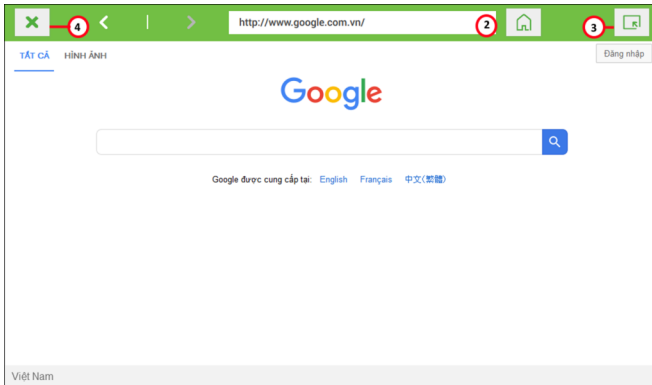 4
http://www.google.com.vn/
2
3
TẤT CẢ HÌNH ẢNH
Đăng nhập
Google
Google được cung cấp tại: English Français 中文(繁體)
Việt Nam